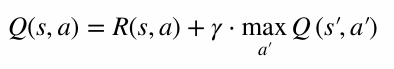 Q(s, a) = R(s, a) + γ · max Q (s′, a′)
a′